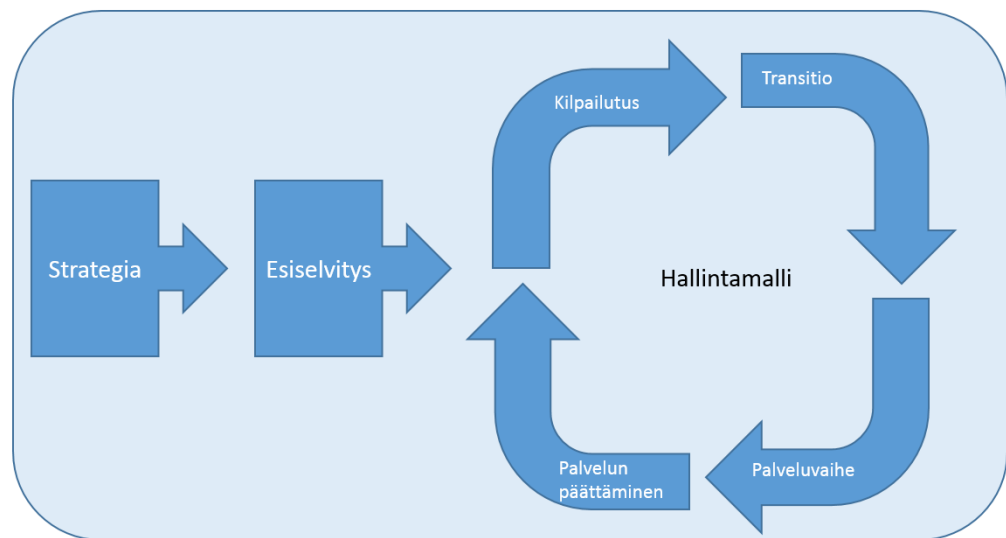 Strategia
Esiselvitys
Kilpailutus
Transitio
Hallintamalli
Palveluvaihe
Palvelun
päättäminen